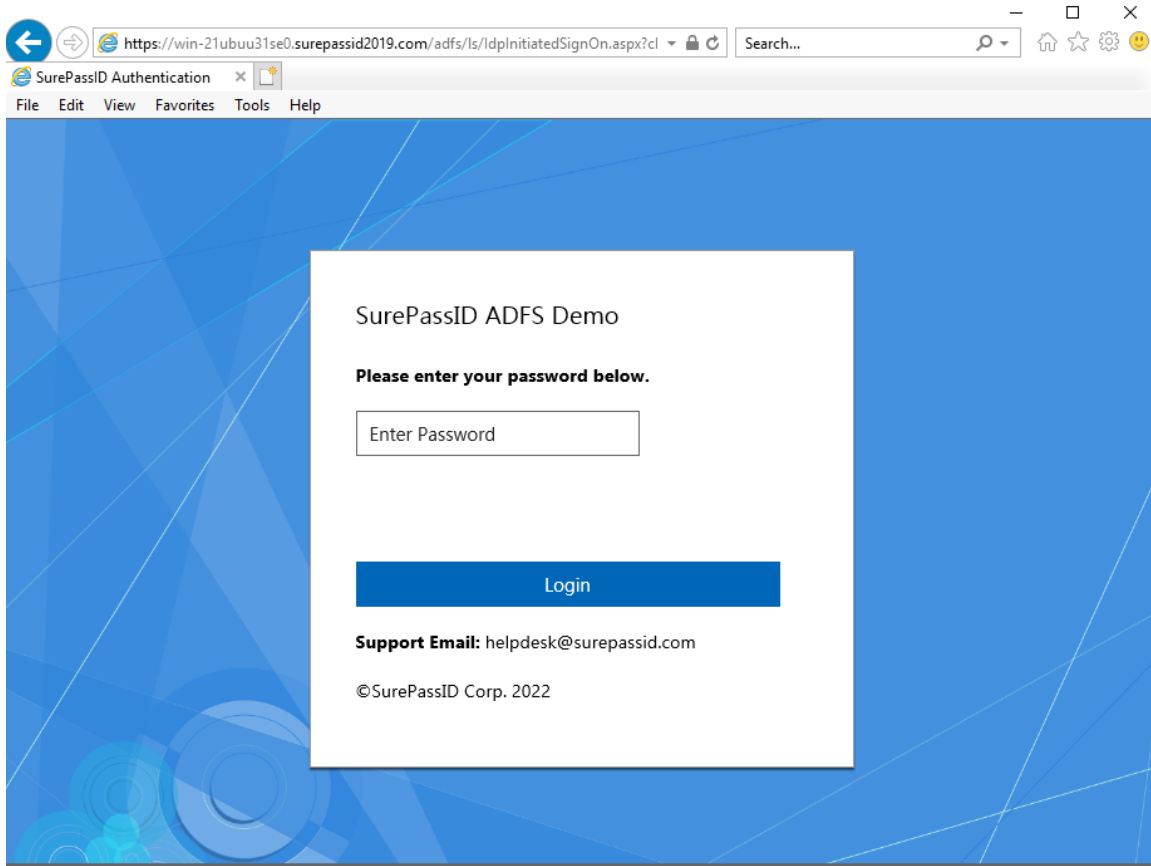 https://win-21ubuu31se0.surepassid2019.com/adfs/ls/IdpInitiatedSignOn.aspx?cl
Search...
SurePassID Authentication
File Edit View Favorites Tools Help
SurePassID ADFS Demo
Please enter your password below.
Enter Password
Login
Support Email: helpdesk@surepassid.com
©SurePassID Corp. 2022